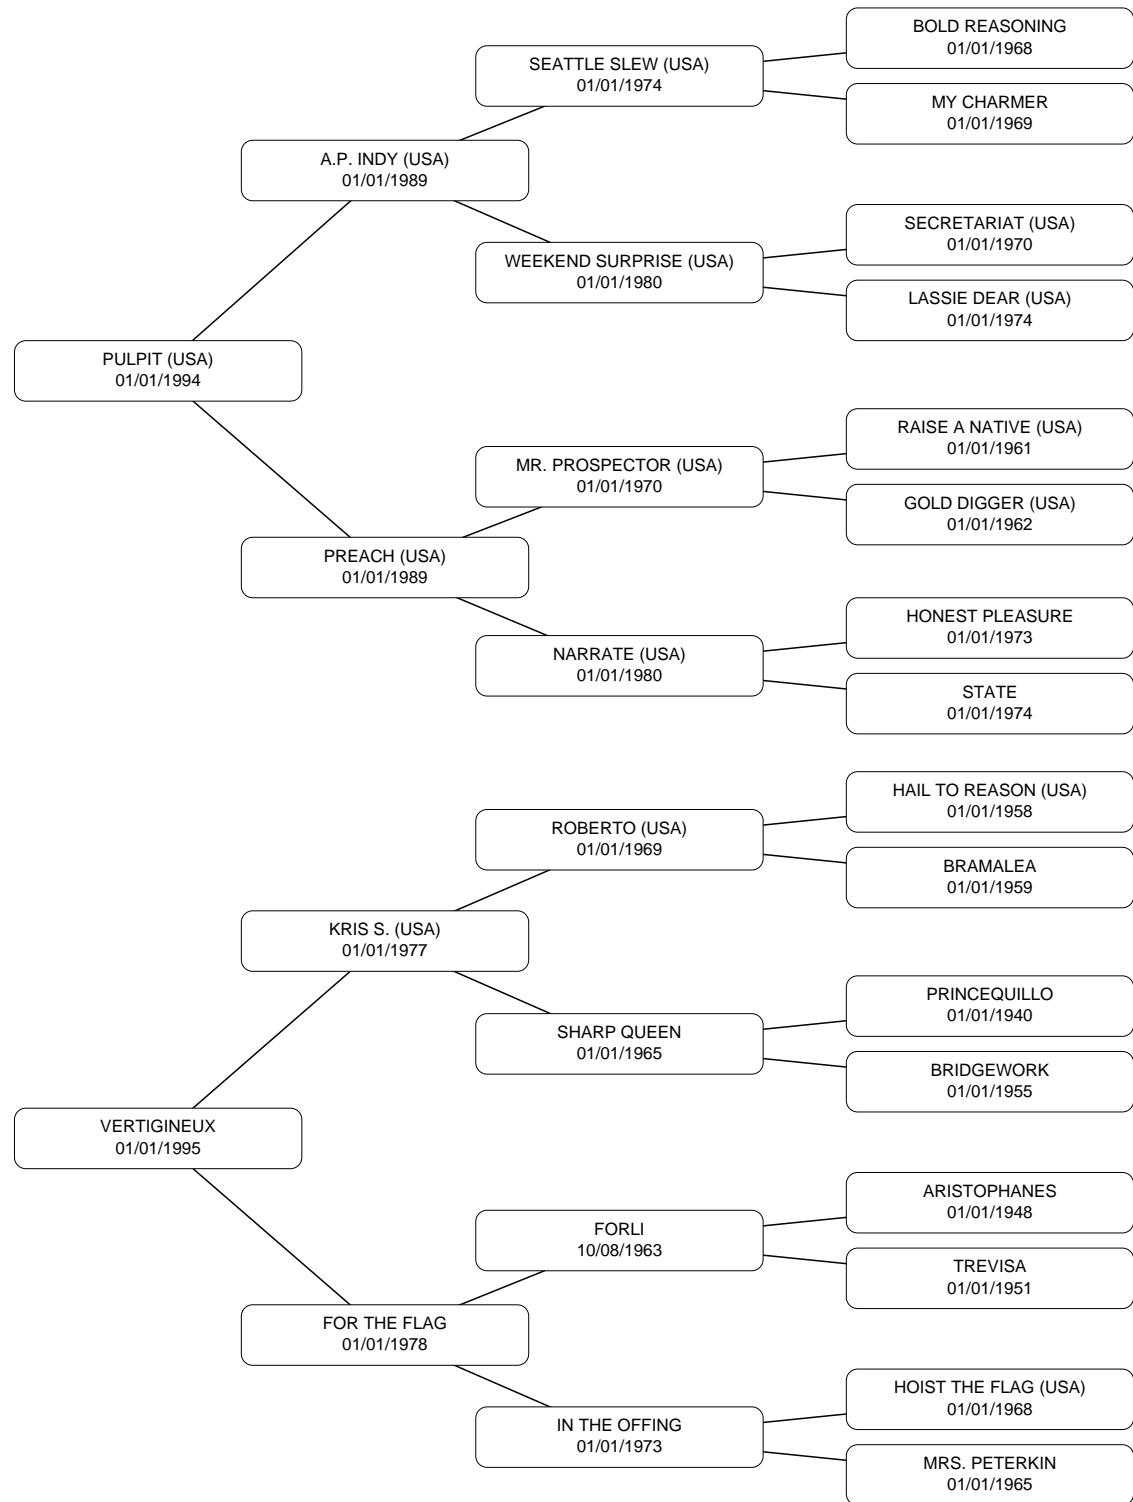 BOLD REASONING
01/01/1968
SEATTLE SLEW (USA)
01/01/1974
MY CHARMER
01/01/1969
A.P. INDY (USA)
01/01/1989
SECRETARIAT (USA)
01/01/1970
WEEKEND SURPRISE (USA)
01/01/1980
LASSIE DEAR (USA)
01/01/1974
PULPIT (USA)
01/01/1994
RAISE A NATIVE (USA)
01/01/1961
MR. PROSPECTOR (USA)
01/01/1970
GOLD DIGGER (USA)
01/01/1962
PREACH (USA)
01/01/1989
HONEST PLEASURE
01/01/1973
NARRATE (USA)
01/01/1980
STATE
01/01/1974
HAIL TO REASON (USA)
01/01/1958
ROBERTO (USA)
01/01/1969
BRAMALEA
01/01/1959
KRIS S. (USA)
01/01/1977
PRINCEQUILLO
01/01/1940
SHARP QUEEN
01/01/1965
BRIDGEWORK
01/01/1955
VERTIGINEUX
01/01/1995
ARISTOPHANES
01/01/1948
FORLI
10/08/1963
TREVISA
01/01/1951
FOR THE FLAG
01/01/1978
HOIST THE FLAG (USA)
01/01/1968
IN THE OFFING
01/01/1973
MRS. PETERKIN
01/01/1965